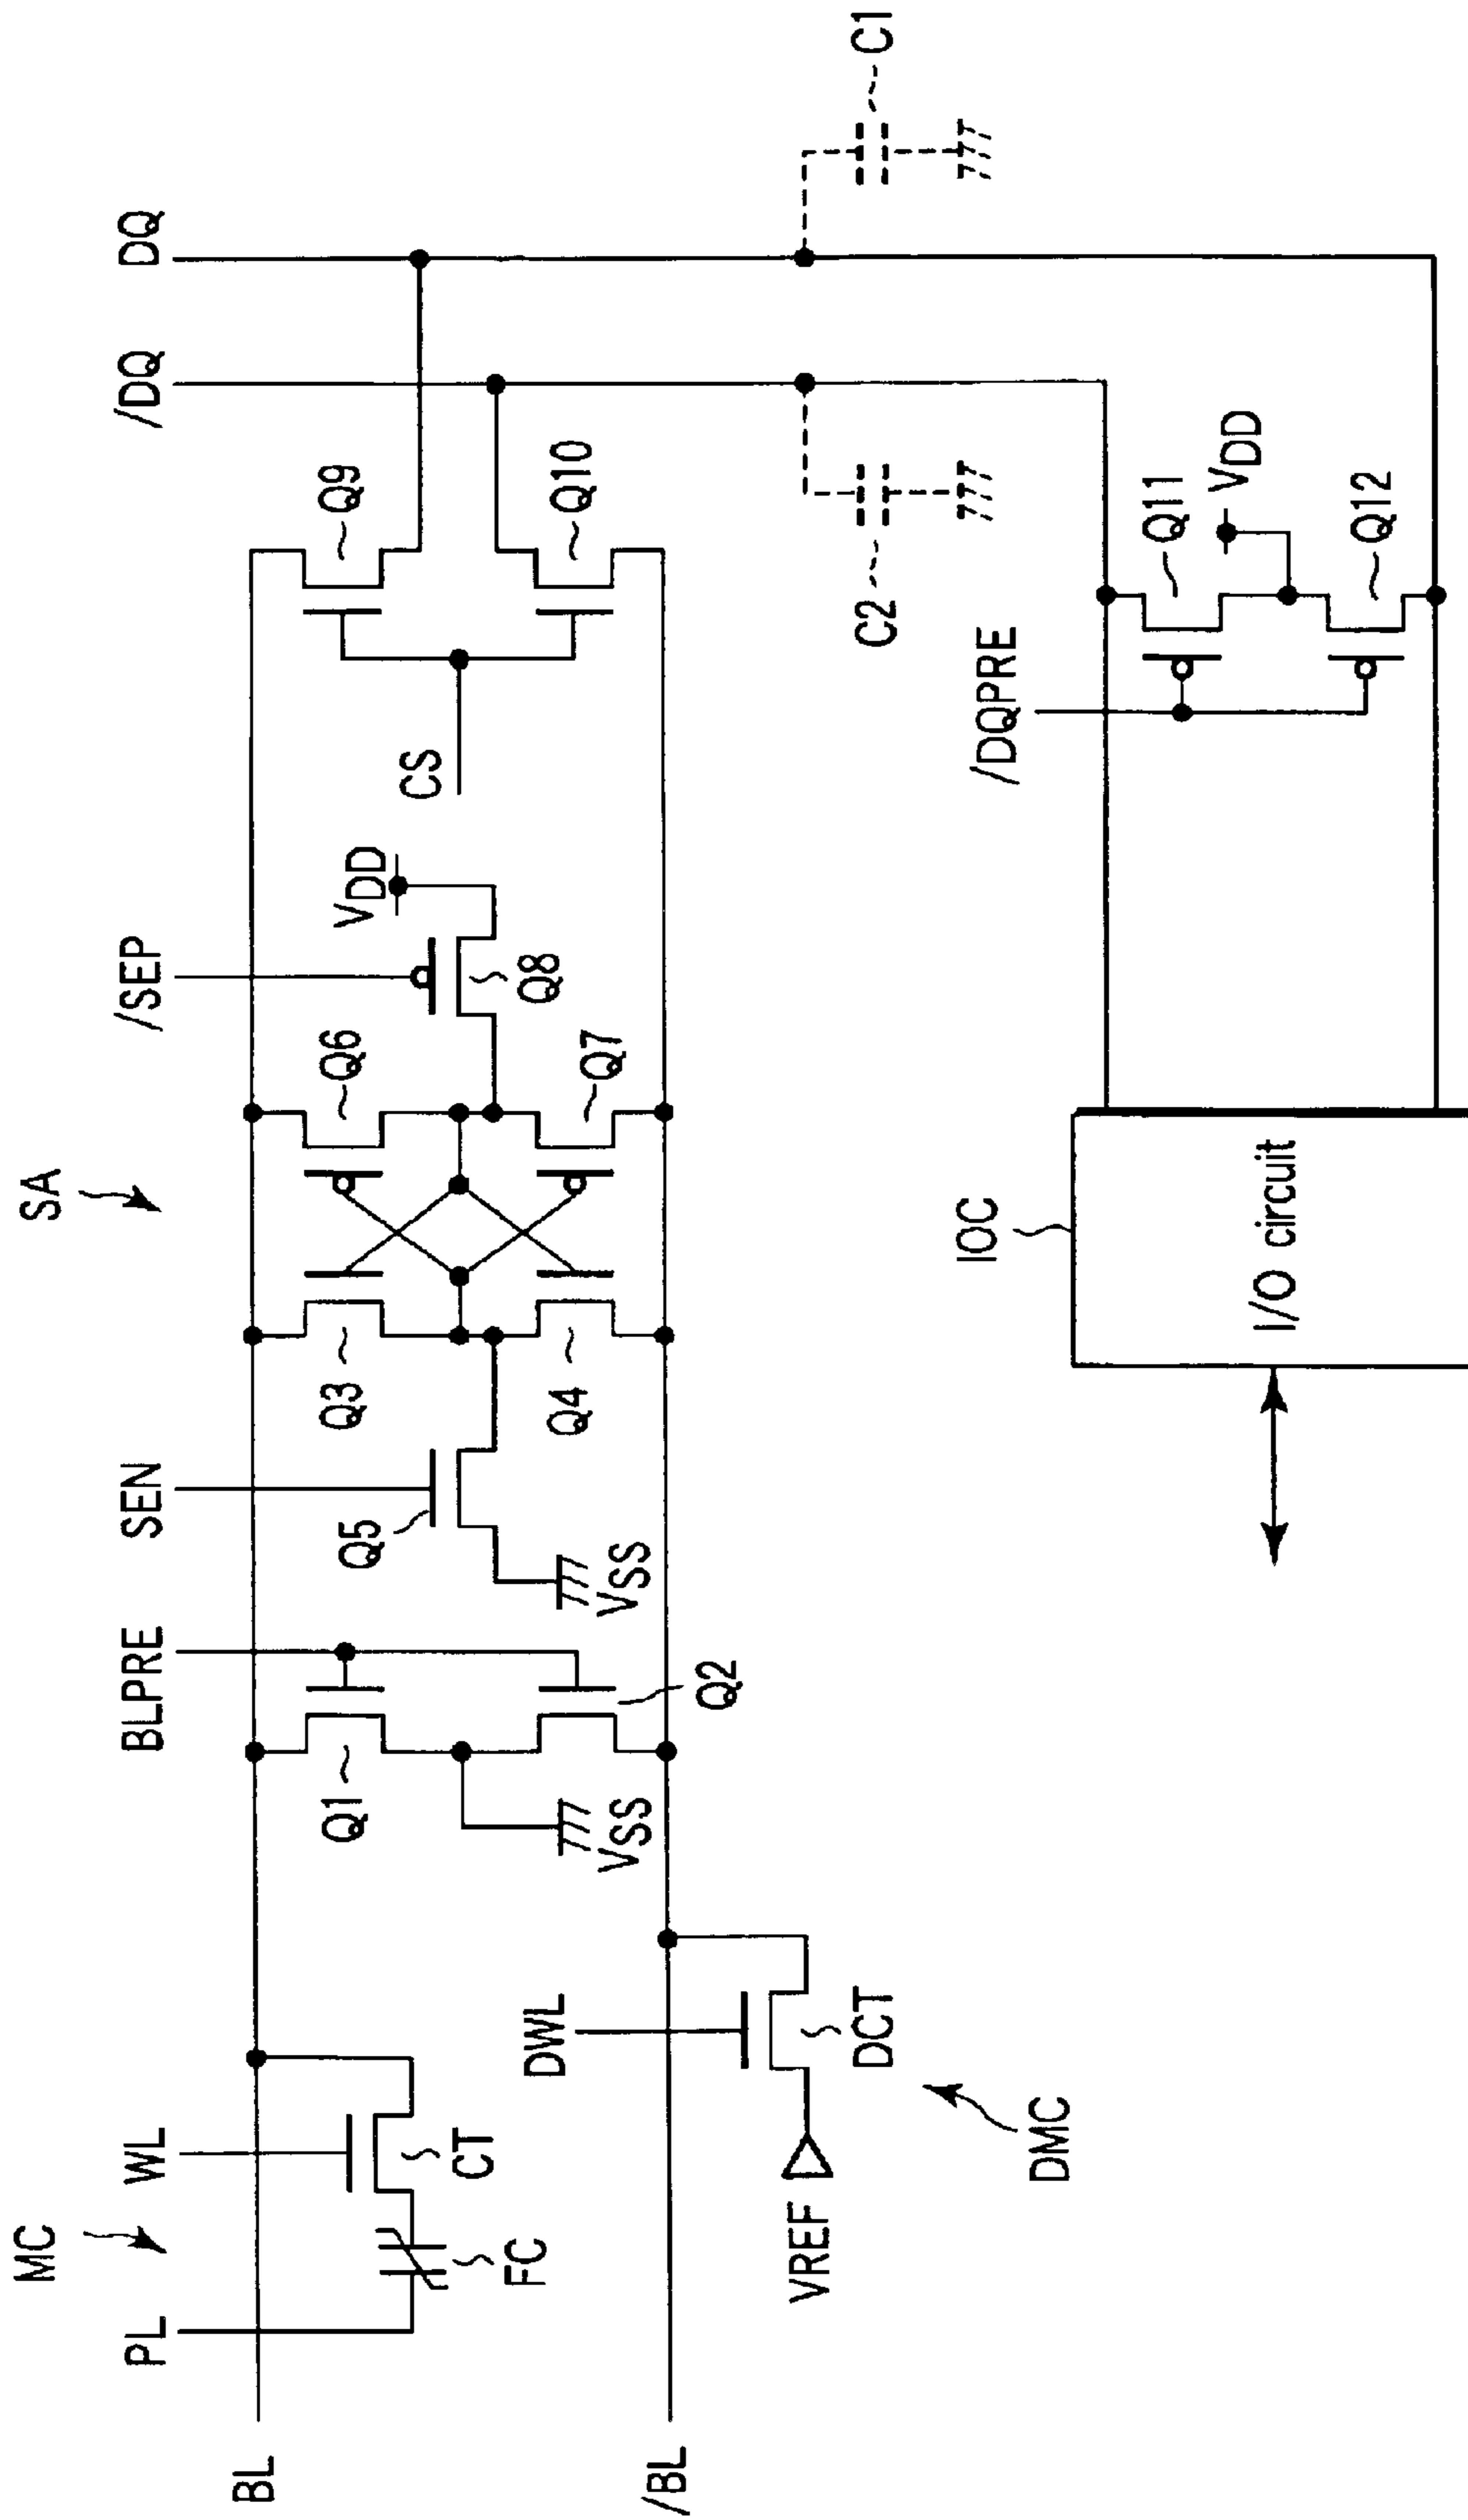 MC
SA
PL
WL
BLPRE
SEN
/SEP
/DQ
DQ
BL
FC
CT
Q1
Q5
Q3
Q6
VDD
Q8
CS
Q9
DWL
VSS
VSS
Q4
Q7
Q10
/BL
Q2
VREF
DCT
C2
C1
DMC
IOC
/DQPRE
I/O circuit
Q11
VDD
Q12